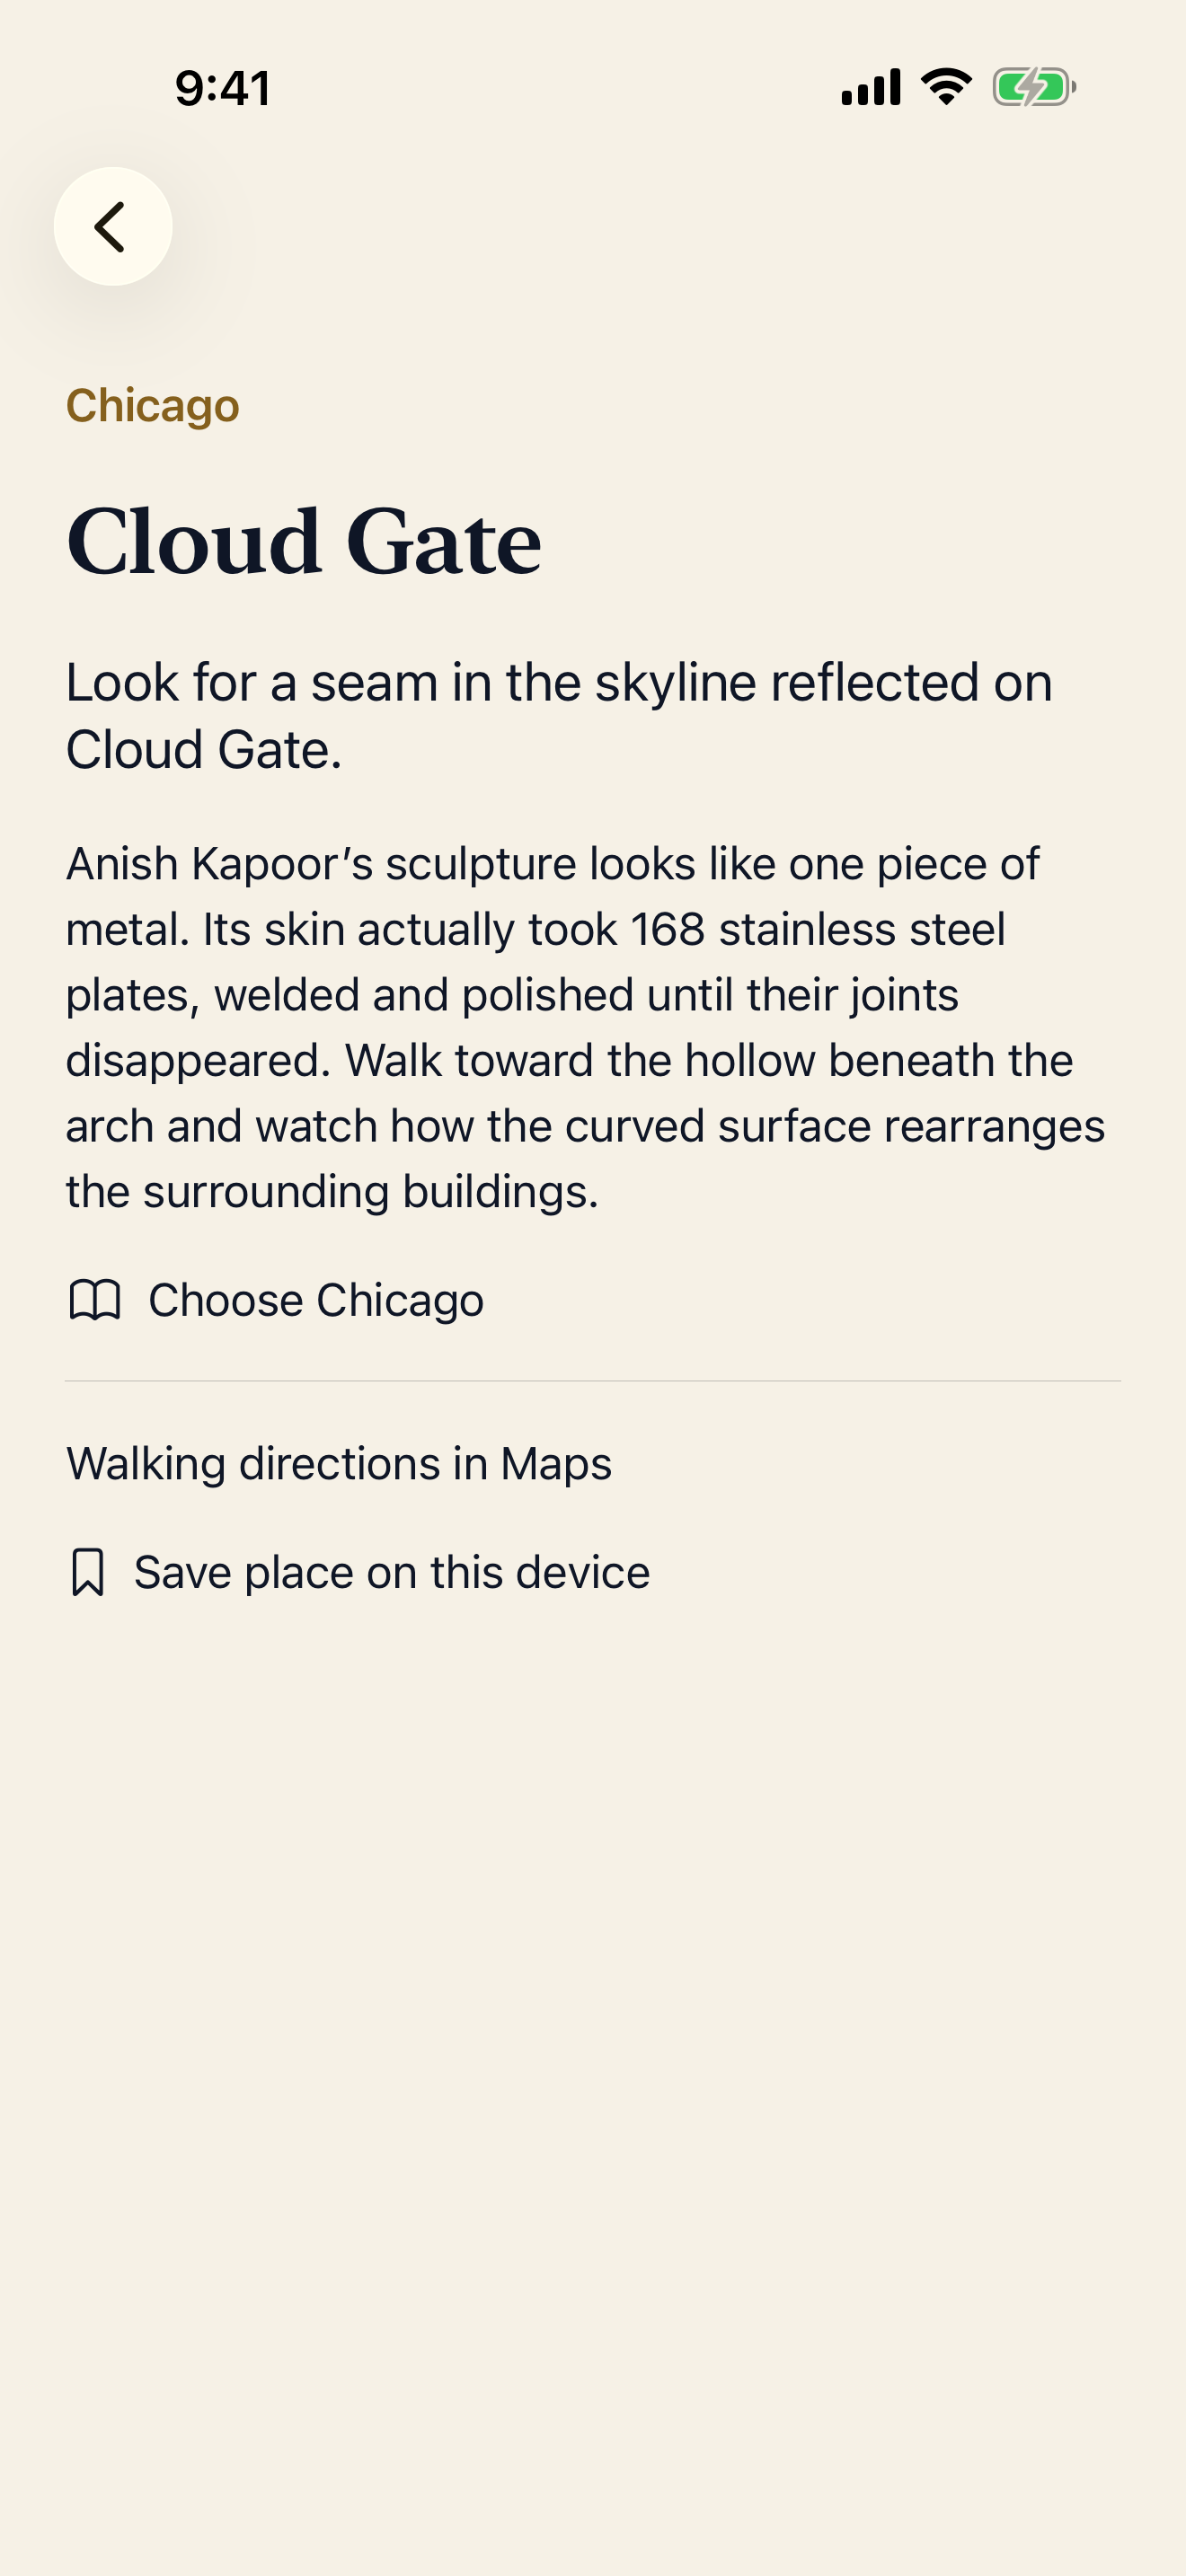 9:41
Chicago
Cloud Gate
Look for a seam in the skyline reflected on
Cloud Gate.
Anish Kapoor’s sculpture looks like one piece of
metal. Its skin actually took 168 stainless steel
plates, welded and polished until their joints
disappeared. Walk toward the hollow beneath the
arch and watch how the curved surface rearranges
the surrounding buildings.
Choose Chicago
Walking directions in Maps
Save place on this device